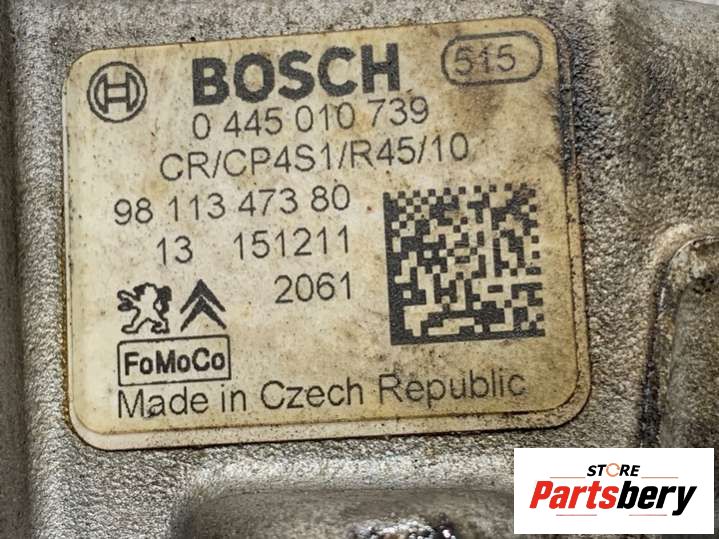 BOSCH 515
0 445 010 739
CR/CP4S1/R45/10
98 113 473 80
13 151211
2061
FoMoCo
Made in Czech Republic
STORE
Partsbery